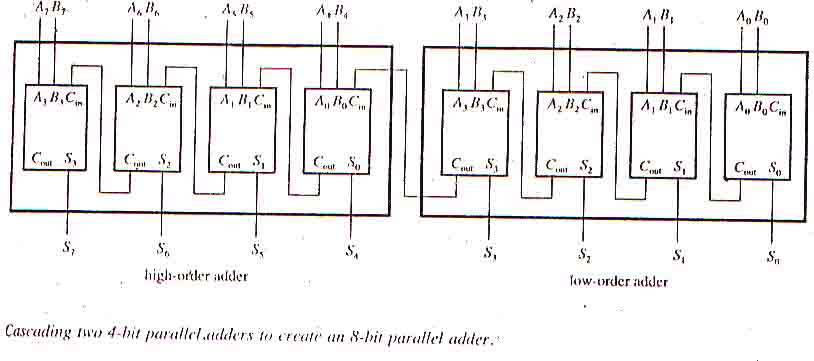 A7 B7 A6 B6 A5 B5 A4 B4 A3 B3 A2 B2 A1 B1 A0 B0
A3 B3 Cin A2 B2 Cin A1 B1 Cin A0 B0 Cin A3 B3 Cin A2 B2 Cin A1 B1 Cin A0 B0 Cin
Cout S3 Cout S2 Cout S1 Cout S0 Cout S3 Cout S2 Cout S1 Cout S0
S7 S6 S5 S4 S3 S2 S1 S0
high-order adder low-order adder
Cascading two 4-bit parallel adders to create an 8-bit parallel adder.